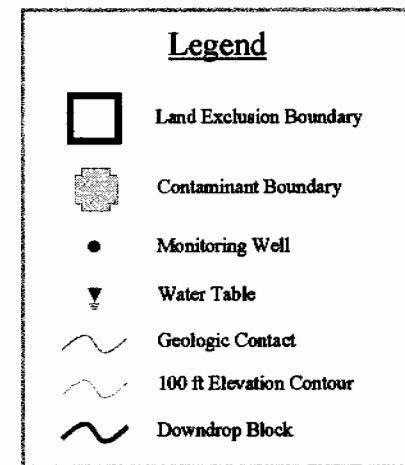 Legend
Land Exclusion Boundary
Contaminant Boundary
Monitoring Well
Water Table
Geologic Contact
100 ft Elevation Contour
Downdrop Block